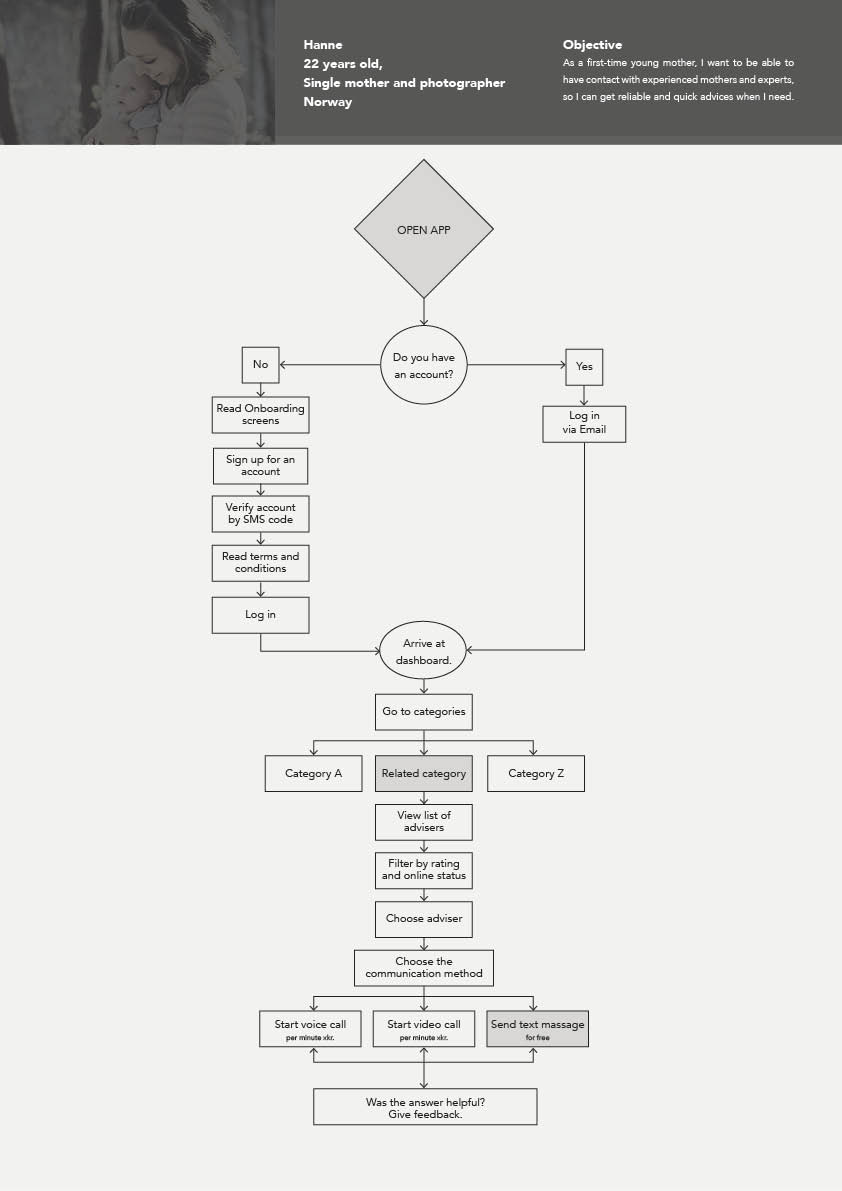 Hanne
22 years old,
Single mother and photographer
Norway
Objective
As a first-time young mother, I want to be able to
have contact with experienced mothers and experts,
so I can get reliable and quick advices when I need.
OPEN APP
Do you have
an account?
No
Yes
Read Onboarding
screens
Log in
via Email
Sign up for an
account
Verify account
by SMS code
Read terms and
conditions
Log in
Arrive at
dashboard.
Go to categories
Category A
Related category
Category Z
View list of
advisers
Filter by rating
and online status
Choose adviser
Choose the
communication method
Start voice call
per minute xkr.
Start video call
per minute xkr.
Send text massage
for free
Was the answer helpful?
Give feedback.